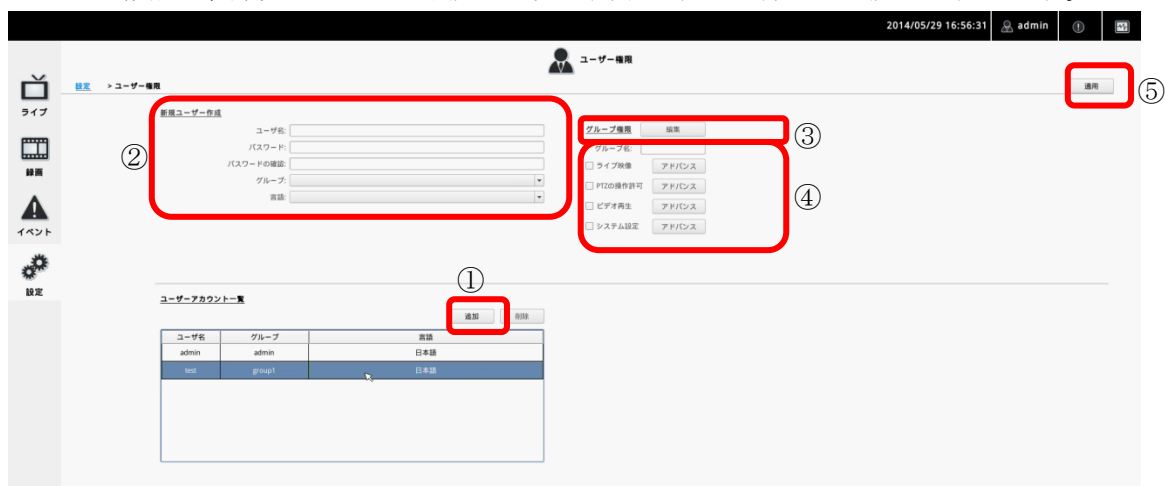 2014/05/29 16:56:31 admin
ユーザー権限
設定 > ユーザー権限
適用 ⑤
ライブ
録画
イベント
設定
②
新規ユーザー作成
ユーザ名:
パスワード:
パスワードの確認:
グループ:
言語:
グループ権限 編集 ③
グループ名:
ライブ映像 アドバンス
PTZの操作許可 アドバンス
ビデオ再生 アドバンス
システム設定 アドバンス
④
①
ユーザーアカウント一覧
追加 削除
ユーザ名 グループ 言語
admin admin 日本語
test group1 日本語